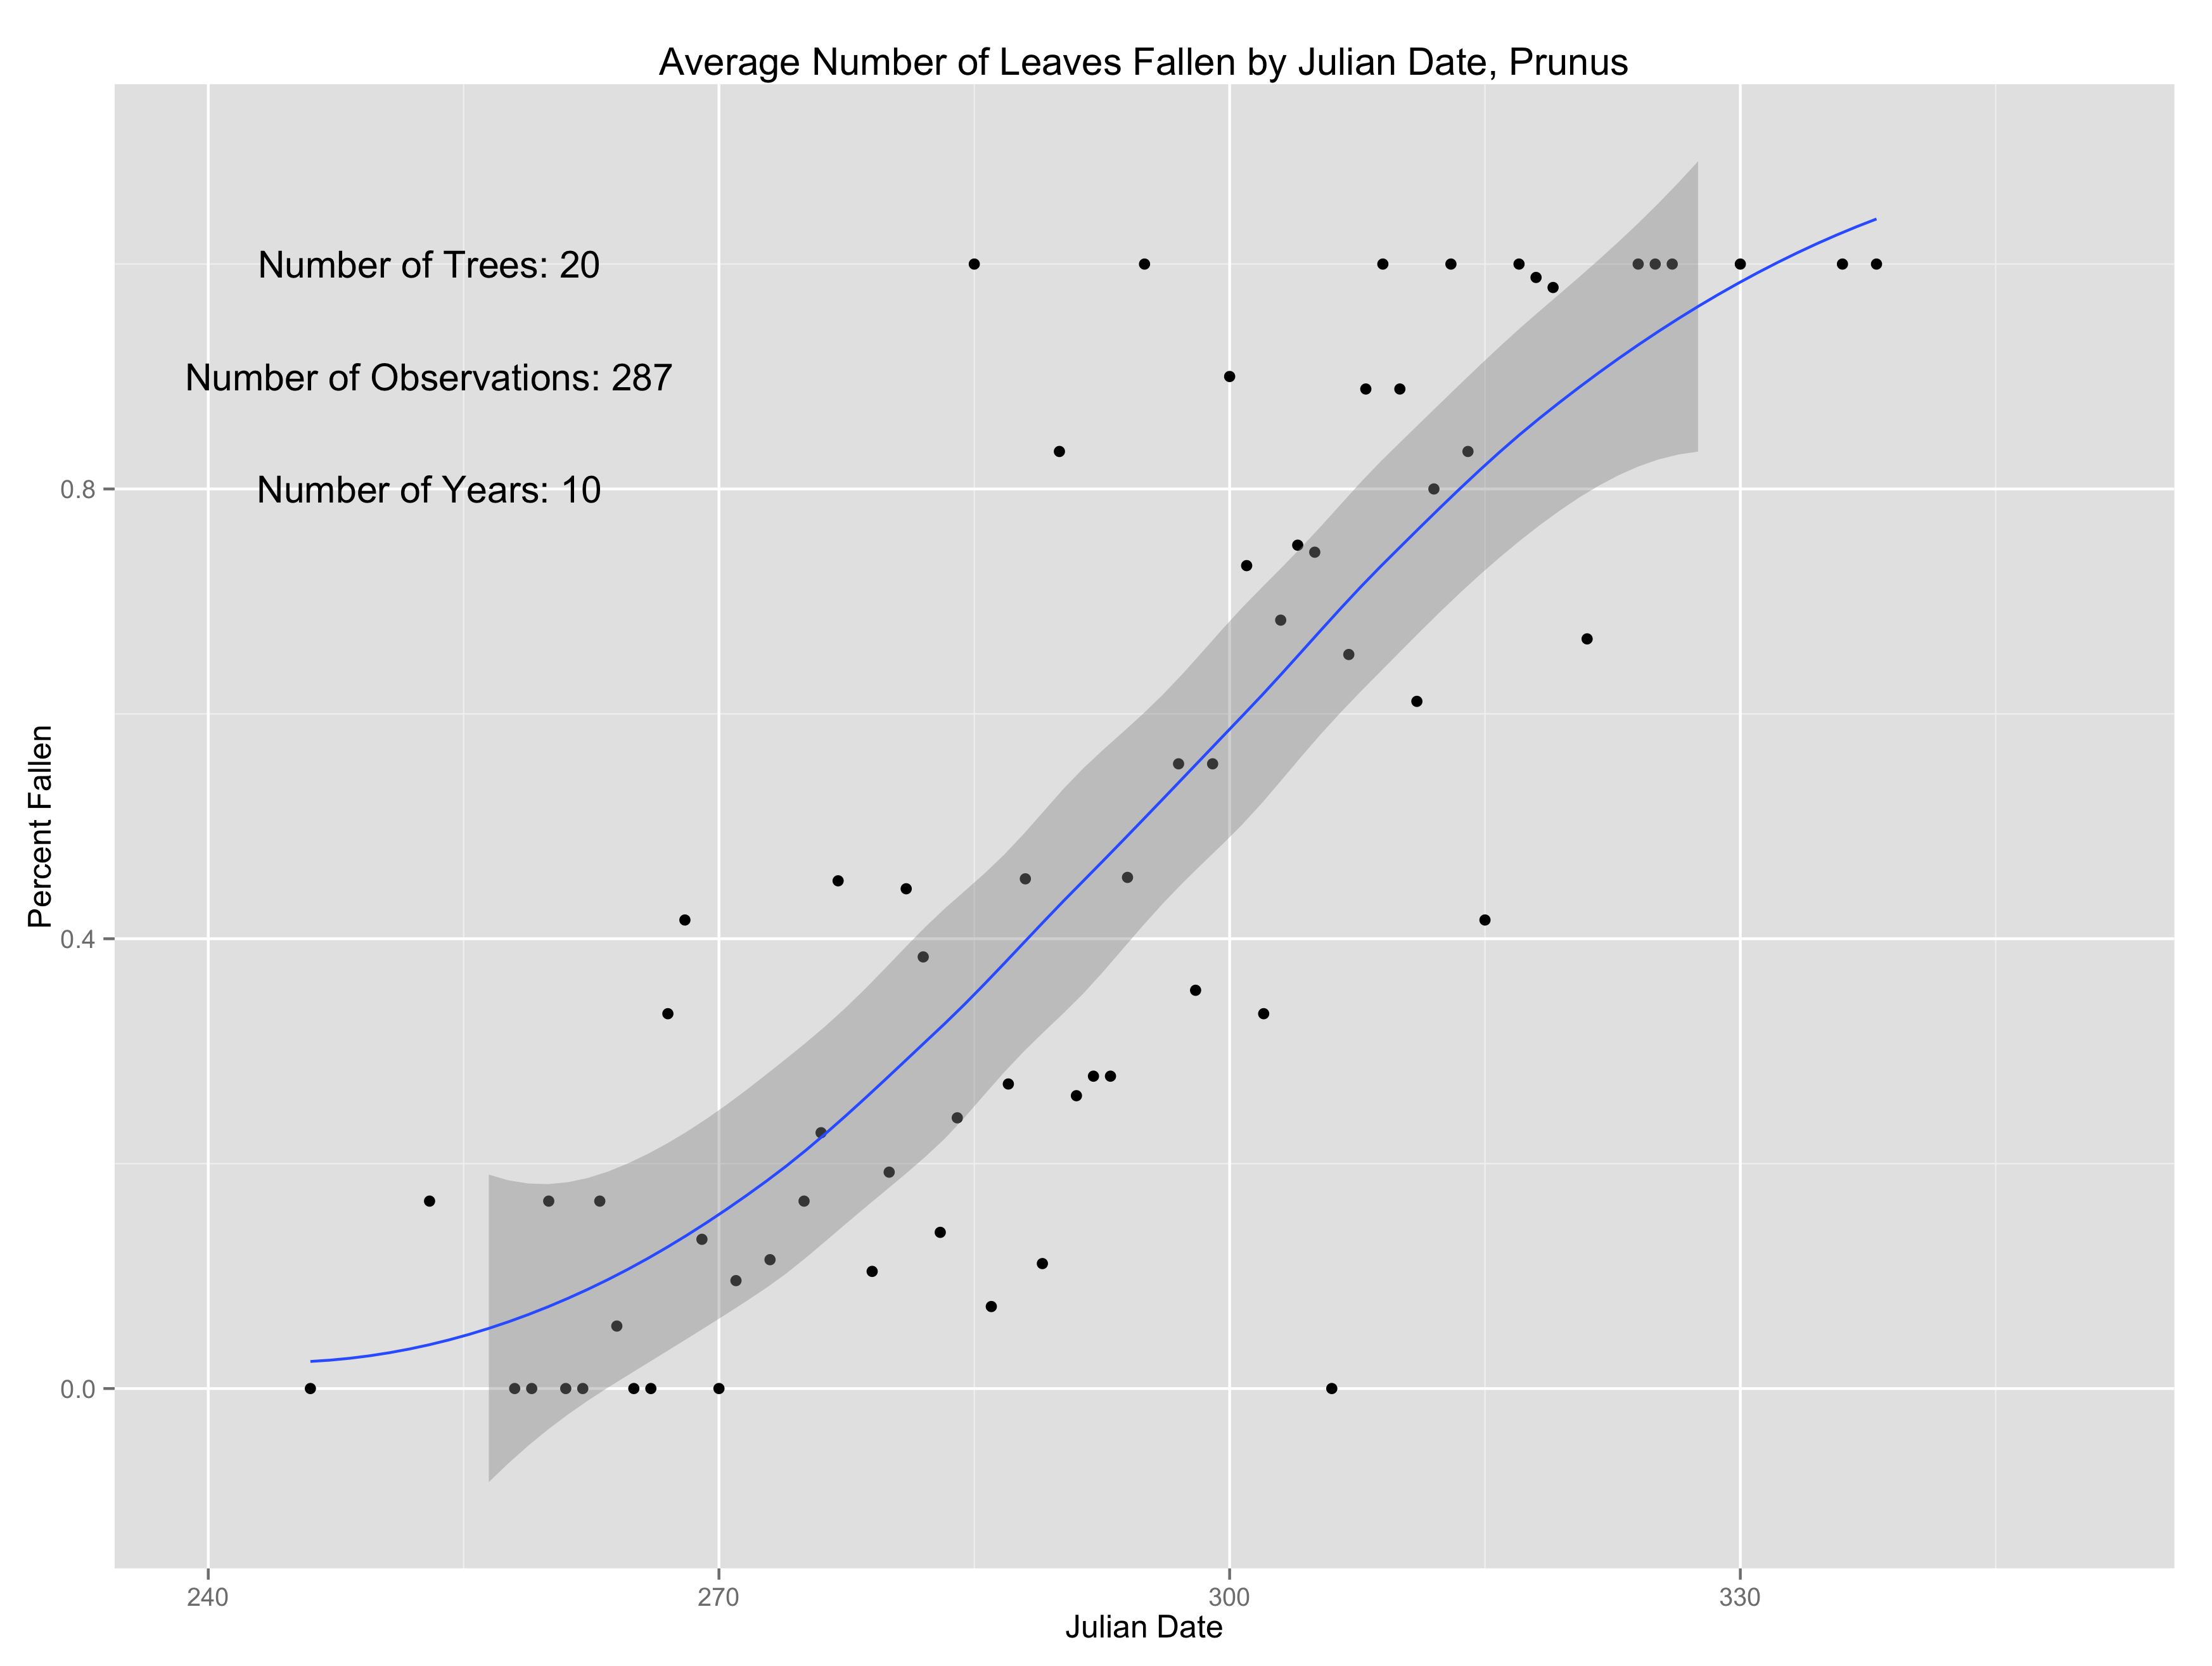 Average Number of Leaves Fallen by Julian Date, Prunus
Number of Trees: 20
Number of Observations: 287
Number of Years: 10
0.8
0.4
0.0
Percent Fallen
240 270 300 330
Julian Date